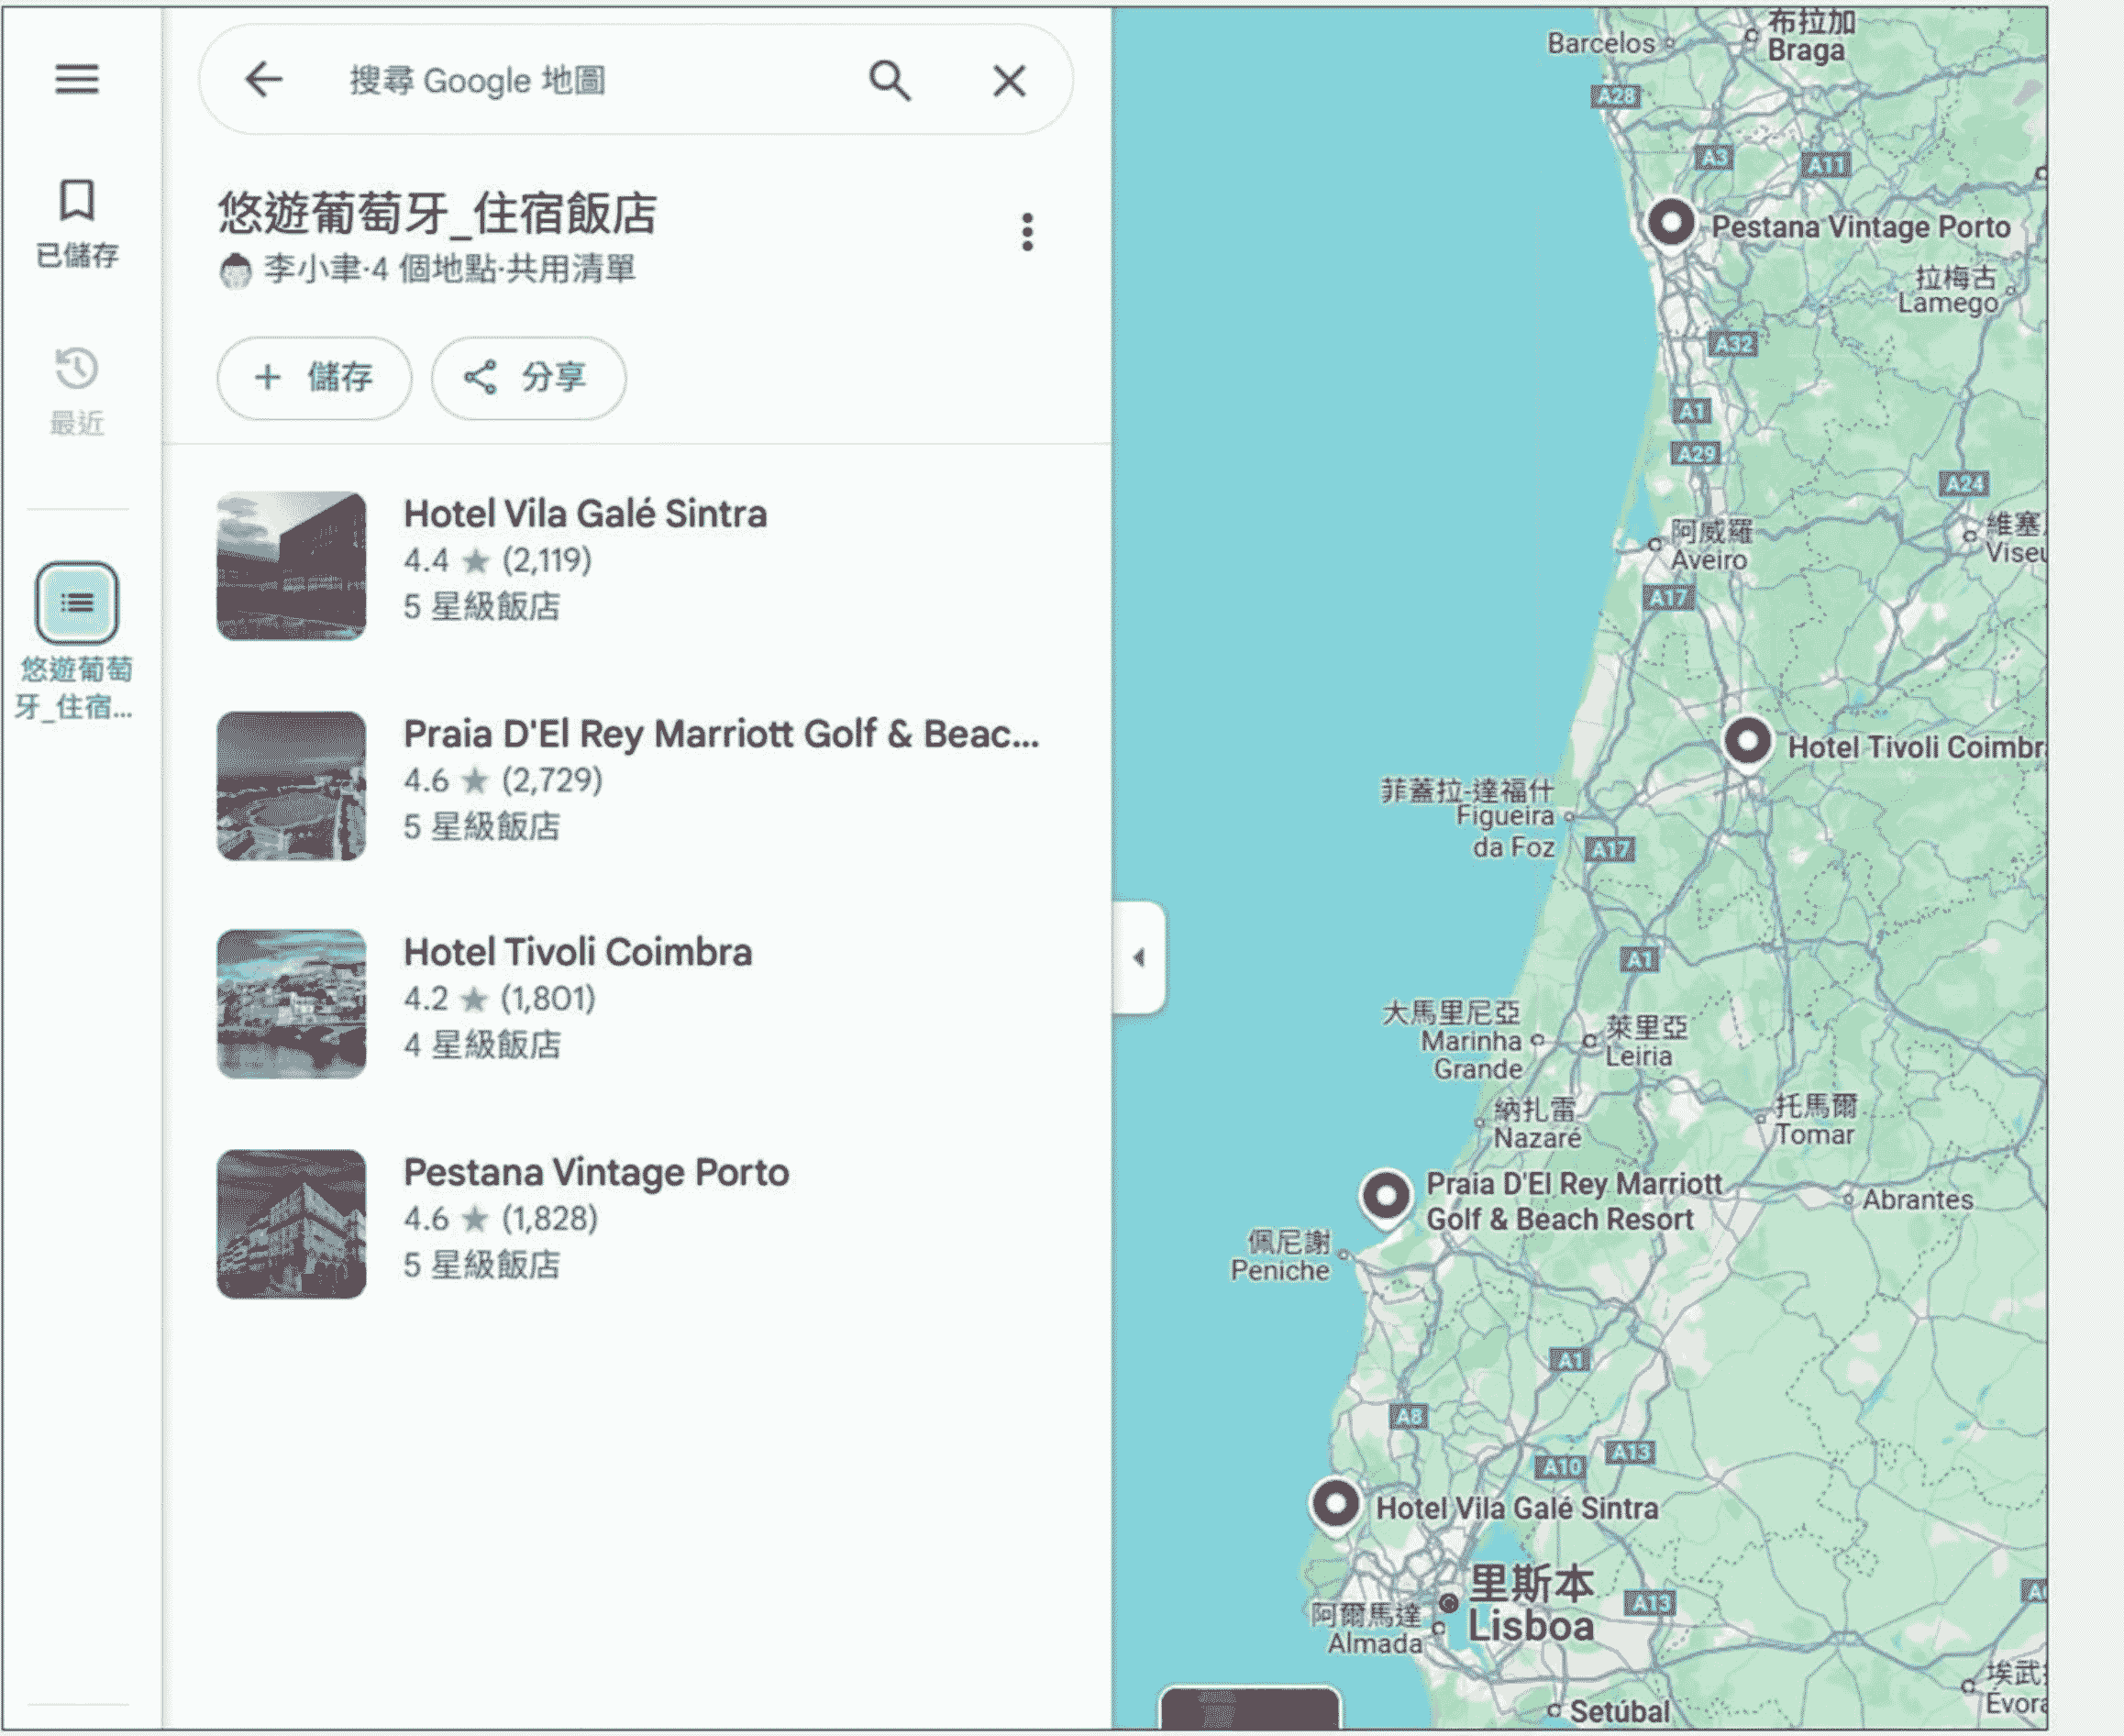 搜尋 Google 地圖
已儲存
最近
悠遊葡萄
牙_住宿...
悠遊葡萄牙_住宿飯店
李小聿·4 個地點·共用清單
+ 儲存
分享
Hotel Vila Galé Sintra
4.4 ★ (2,119)
5 星級飯店
Praia D'El Rey Marriott Golf & Beac...
4.6 ★ (2,729)
5 星級飯店
Hotel Tivoli Coimbra
4.2 ★ (1,801)
4 星級飯店
Pestana Vintage Porto
4.6 ★ (1,828)
5 星級飯店
布拉加
Braga
Barcelos
A28
A3
A11
Pestana Vintage Porto
拉梅古
Lamego
A32
A1
A29
A24
阿威羅
Aveiro
維塞
Viseu
A17
Hotel Tivoli Coimbra
菲蓋拉-達福什
Figueira
da Foz
A17
A1
大馬里尼亞
Marinha
Grande
萊里亞
Leiria
納扎雷
Nazaré
托馬爾
Tomar
Praia D'El Rey Marriott
Golf & Beach Resort
Abrantes
佩尼謝
Peniche
A1
A8
A13
A10
Hotel Vila Galé Sintra
里斯本
Lisboa
A13
阿爾馬達
Almada
Setúbal
埃武
Évora